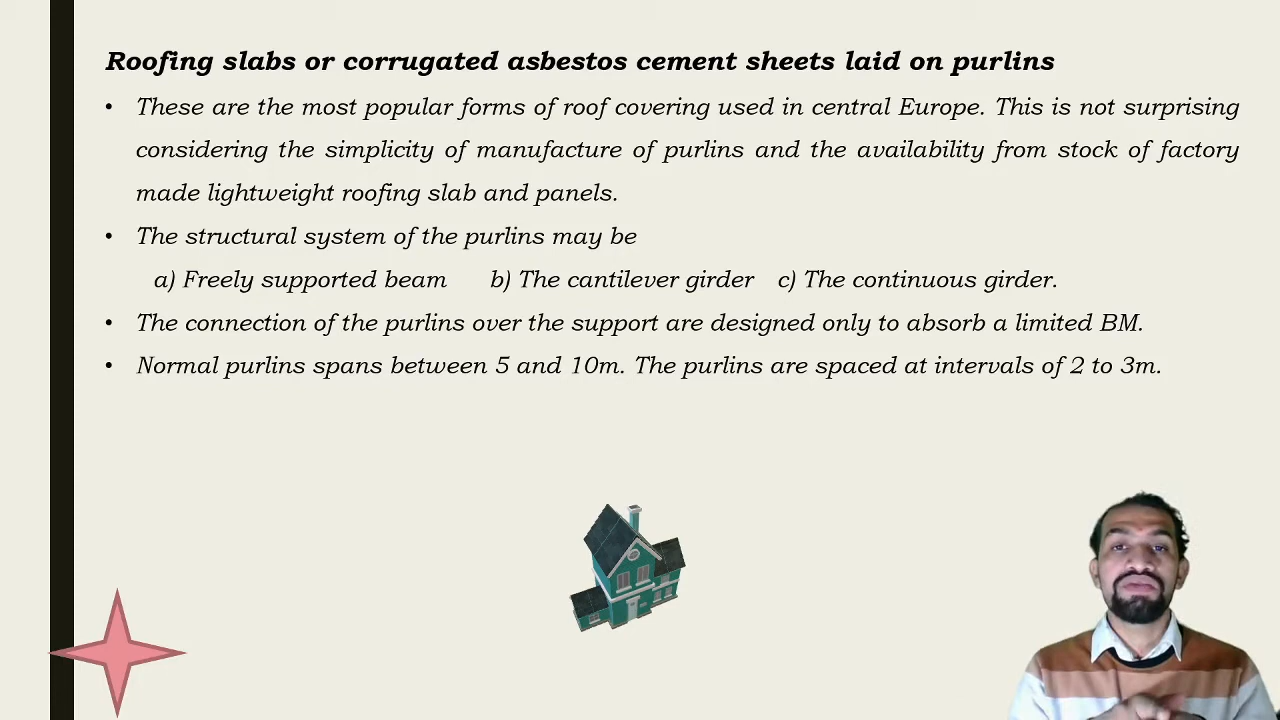 Roofing slabs or corrugated asbestos cement sheets laid on purlins
• These are the most popular forms of roof covering used in central Europe. This is not surprising
considering the simplicity of manufacture of purlins and the availability from stock of factory
made lightweight roofing slab and panels.
• The structural system of the purlins may be
a) Freely supported beam b) The cantilever girder c) The continuous girder.
• The connection of the purlins over the support are designed only to absorb a limited BM.
• Normal purlins spans between 5 and 10m. The purlins are spaced at intervals of 2 to 3m.